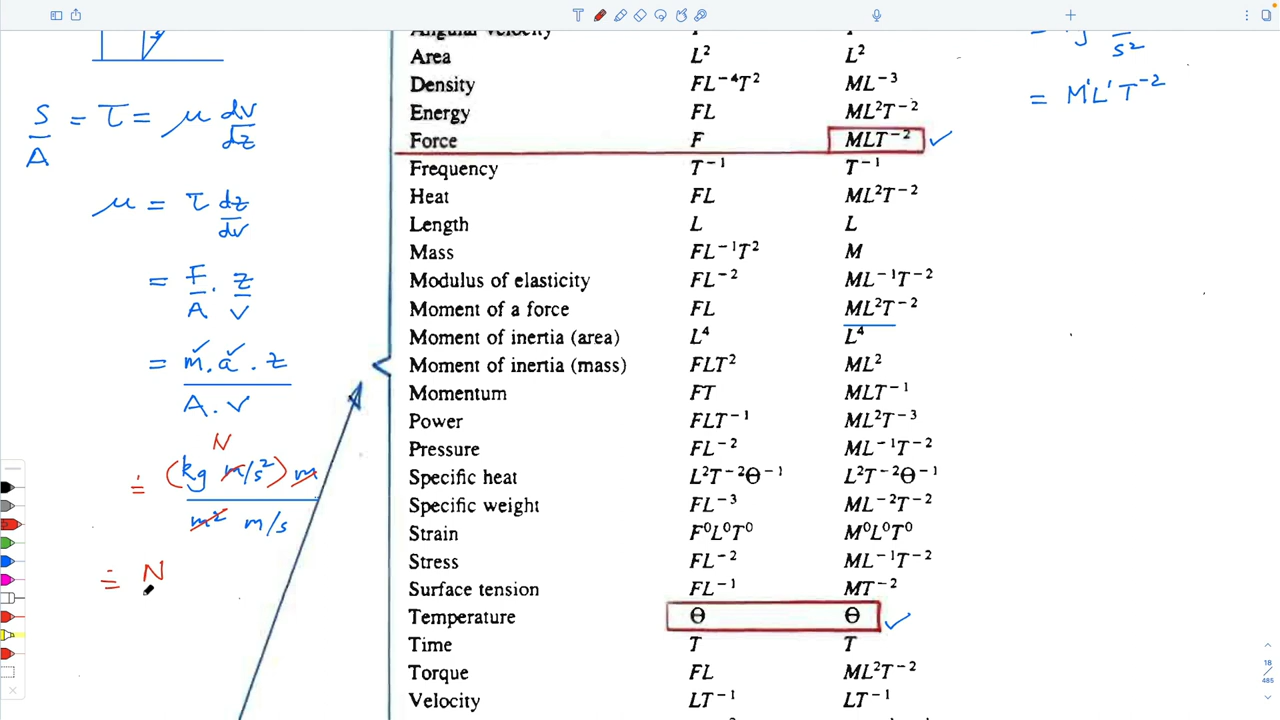 S/A = τ = μ dv/dz
μ = τ dz/dv
= F/A . z/v
= m.a.z / A.v
N
≐ (kg m/s²) m / m² m/s
≐ N
Angular velocity
Area L² L²
Density FL⁻⁴T² ML⁻³
Energy FL ML²T⁻²
Force F MLT⁻² ✓
Frequency T⁻¹ T⁻¹
Heat FL ML²T⁻²
Length L L
Mass FL⁻¹T² M
Modulus of elasticity FL⁻² ML⁻¹T⁻²
Moment of a force FL ML²T⁻²
Moment of inertia (area) L⁴ L⁴
Moment of inertia (mass) FLT² ML²
Momentum FT MLT⁻¹
Power FLT⁻¹ ML²T⁻³
Pressure FL⁻² ML⁻¹T⁻²
Specific heat L²T⁻²Θ⁻¹ L²T⁻²Θ⁻¹
Specific weight FL⁻³ ML⁻²T⁻²
Strain F⁰L⁰T⁰ M⁰L⁰T⁰
Stress FL⁻² ML⁻¹T⁻²
Surface tension FL⁻¹ MT⁻²
Temperature Θ Θ ✓
Time T T
Torque FL ML²T⁻²
Velocity LT⁻¹ LT⁻¹
s²
= M¹L¹T⁻²
18
/
485